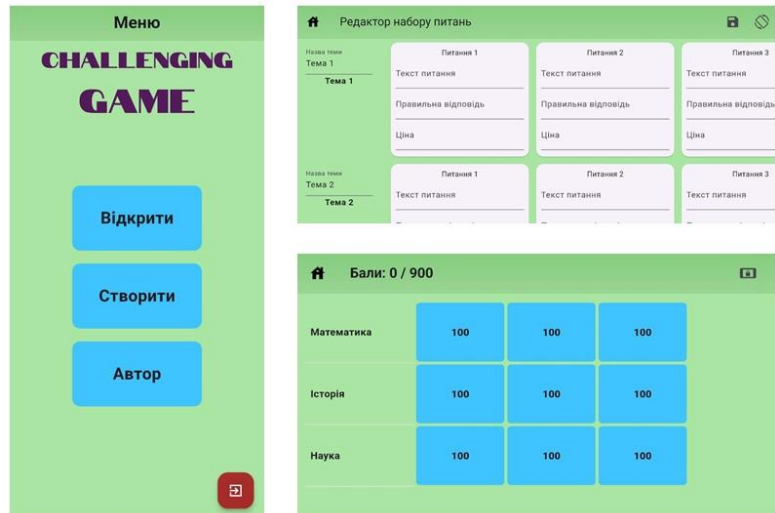 Меню
CHALLENGING
GAME
Відкрити
Створити
Автор
Редактор набору питань
Назва теми
Тема 1
Тема 1
Питання 1
Текст питання
Правильна відповідь
Ціна
Питання 2
Текст питання
Правильна відповідь
Ціна
Питання 3
Текст питання
Правильна відповідь
Ціна
Назва теми
Тема 2
Тема 2
Питання 1
Текст питання
Питання 2
Текст питання
Питання 3
Текст питання
Бали: 0 / 900
Математика 100 100 100
Історія 100 100 100
Наука 100 100 100